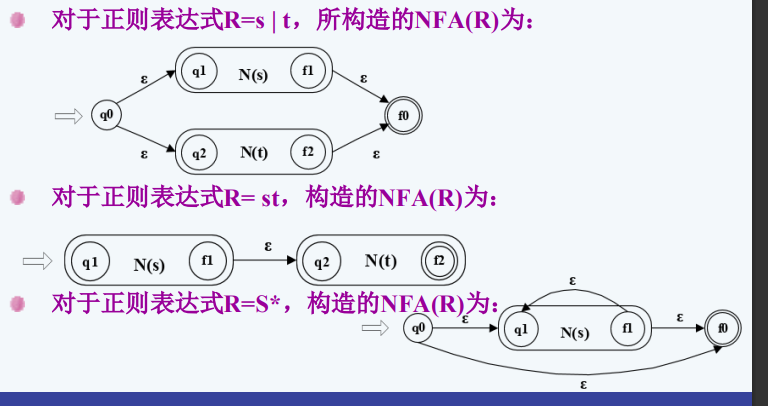 对于正则表达式R=s | t，所构造的NFA(R)为：
ε q1 N(s) f1 ε
q0 f0
ε q2 N(t) f2 ε
对于正则表达式R= st，构造的NFA(R)为：
q1 N(s) f1 ε q2 N(t) f2
对于正则表达式R=S*，构造的NFA(R)为：
ε
q0 ε q1 N(s) f1 ε f0
ε